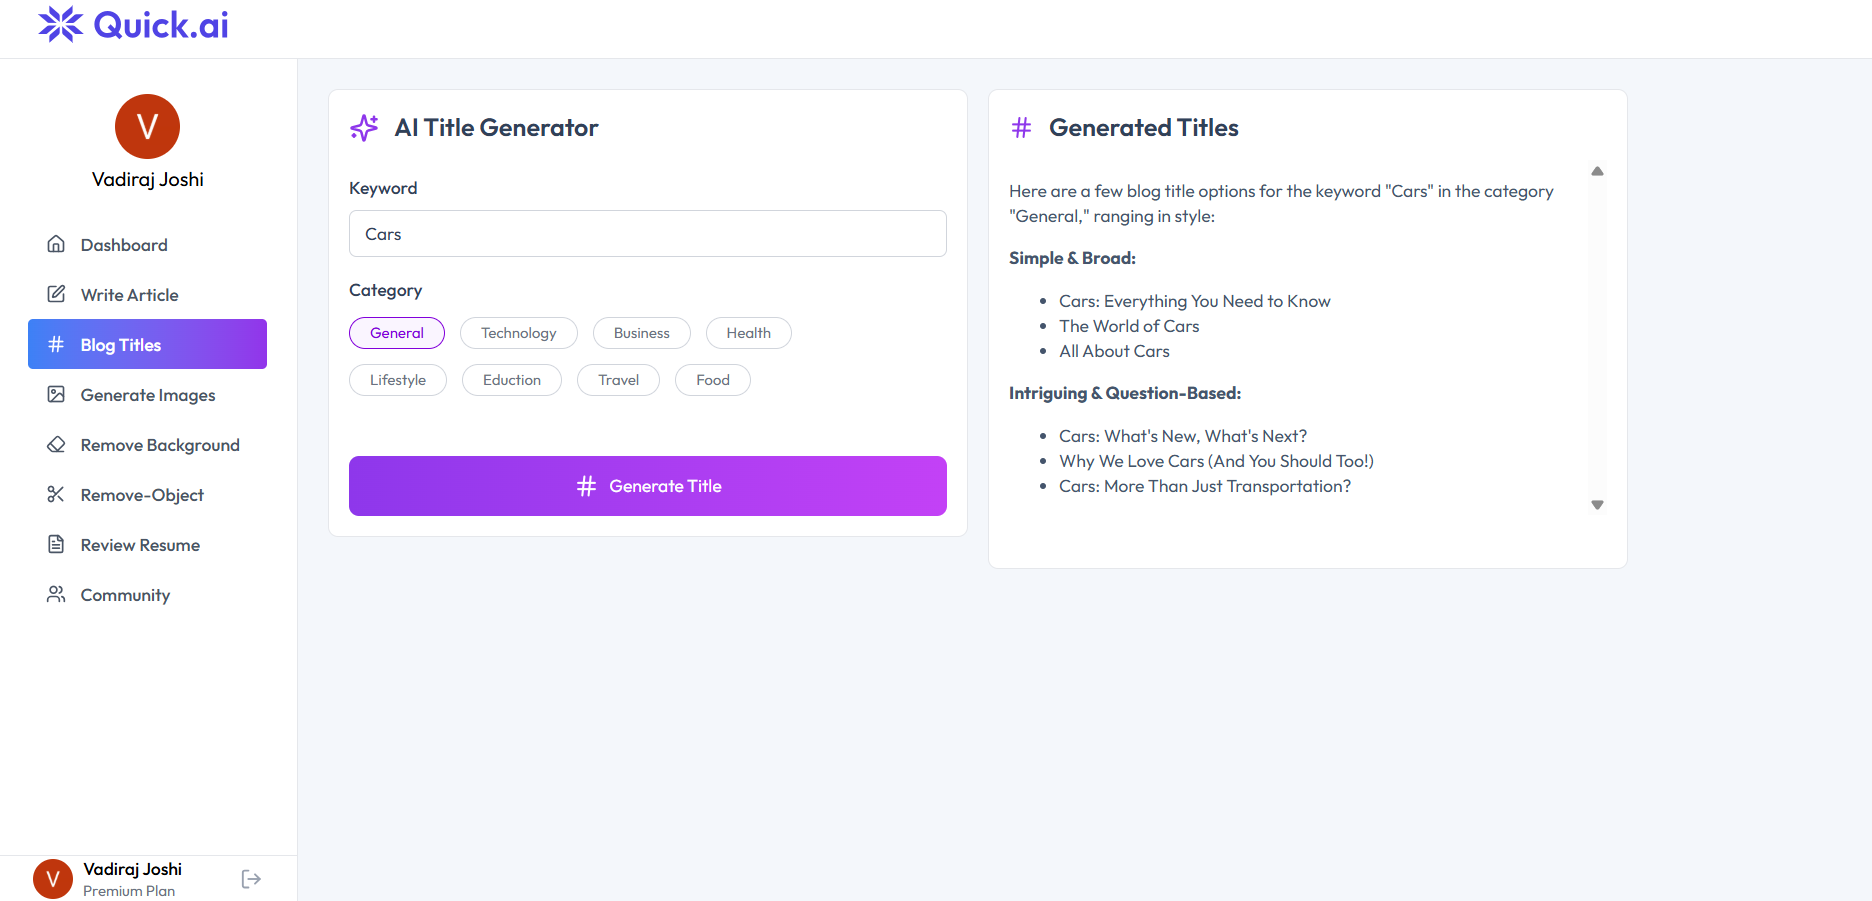 Quick.ai
V
Vadiraj Joshi
Dashboard
Write Article
Blog Titles
Generate Images
Remove Background
Remove-Object
Review Resume
Community
V
Vadiraj Joshi
Premium Plan
AI Title Generator
Keyword
Cars
Category
General Technology Business Health
Lifestyle Eduction Travel Food
# Generate Title
# Generated Titles
Here are a few blog title options for the keyword "Cars" in the category
"General," ranging in style:
Simple & Broad:
• Cars: Everything You Need to Know
• The World of Cars
• All About Cars
Intriguing & Question-Based:
• Cars: What's New, What's Next?
• Why We Love Cars (And You Should Too!)
• Cars: More Than Just Transportation?